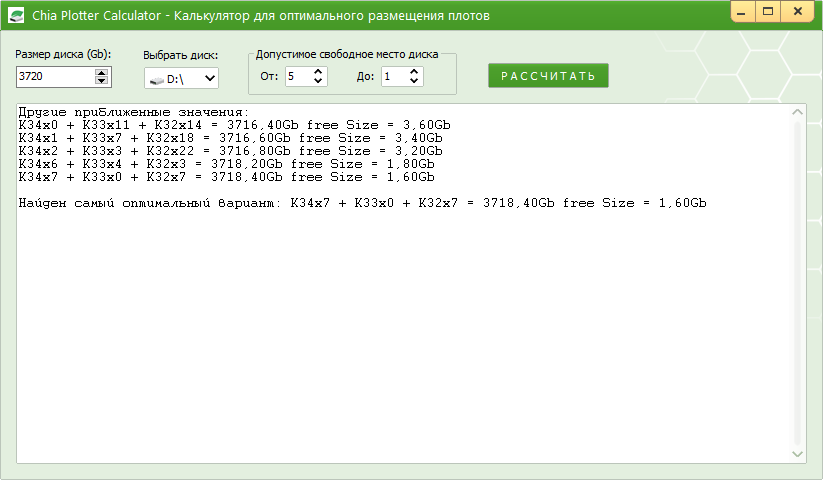 Chia Plotter Calculator - Калькулятор для оптимального размещения плотов
Размер диска (Gb):
Выбрать диск:
Допустимое свободное место диска
3720
D:\
От: 5
До: 1
РАССЧИТАТЬ
Другие приближенные значения:
K34x0 + K33x11 + K32x14 = 3716,40Gb free Size = 3,60Gb
K34x1 + K33x7 + K32x18 = 3716,60Gb free Size = 3,40Gb
K34x2 + K33x3 + K32x22 = 3716,80Gb free Size = 3,20Gb
K34x6 + K33x4 + K32x3 = 3718,20Gb free Size = 1,80Gb
K34x7 + K33x0 + K32x7 = 3718,40Gb free Size = 1,60Gb
Найден самый оптимальный вариант: K34x7 + K33x0 + K32x7 = 3718,40Gb free Size = 1,60Gb